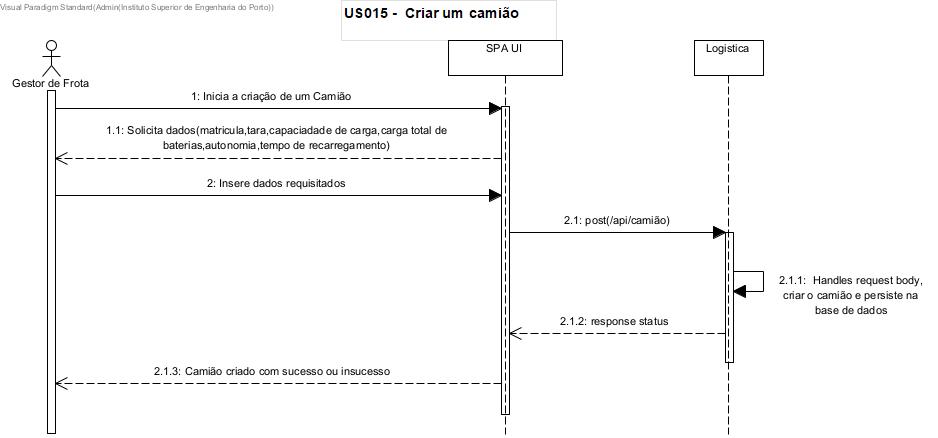 Visual Paradigm Standard(Admin(Instituto Superior de Engenharia do Porto))
US015 - Criar um camião
SPA UI
Logistica
Gestor de Frota
1: Inicia a criação de um Camião
1.1: Solicita dados(matricula,tara,capaciadade de carga,carga total de
baterias,autonomia,tempo de recarregamento)
2: Insere dados requisitados
2.1: post(/api/camião)
2.1.1: Handles request body,
criar o camião e persiste na
base de dados
2.1.2: response status
2.1.3: Camião criado com sucesso ou insucesso